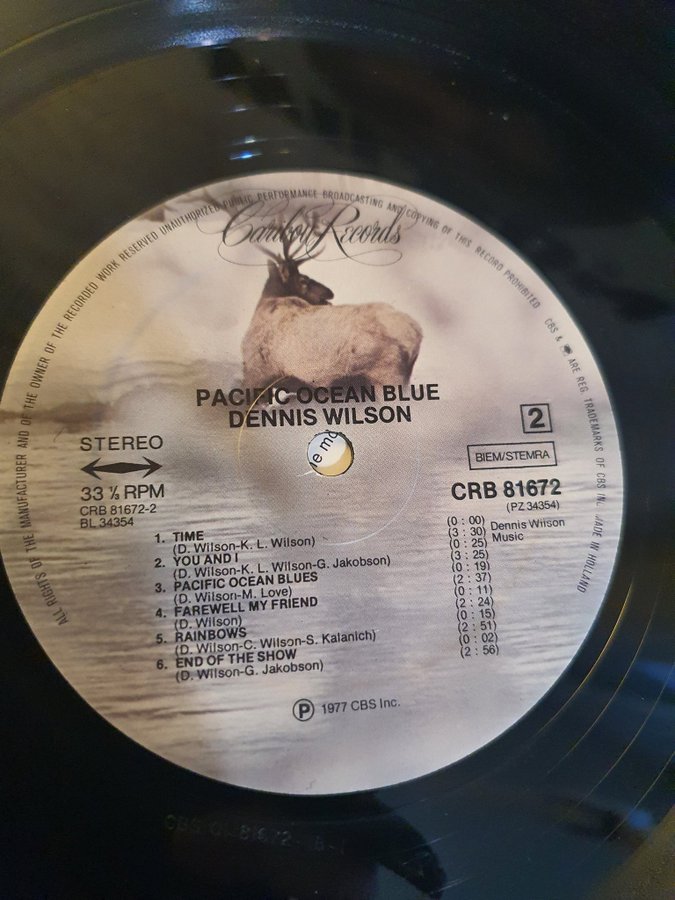 ALL RIGHTS OF THE MANUFACTURER AND OF THE OWNER OF THE RECORDED WORK RESERVED UNAUTHORIZED PUBLIC PERFORMANCE BROADCASTING AND COPYING OF THIS RECORD PROHIBITED
CBS & ARE REG. TRADEMARKS OF CBS INC. MADE IN HOLLAND
Caribou Records
PACIFIC OCEAN BLUE
DENNIS WILSON
STEREO
33 ⅓ RPM
CRB 81672-2
BL 34354
2
BIEM/STEMRA
CRB 81672
(PZ 34354)
1. TIME (0 : 00)
(D. Wilson-K. L. Wilson) (3 : 30)
Dennis Wilson
Music
2. YOU AND I (0 : 25)
(D. Wilson-K. L. Wilson-G. Jakobson) (3 : 25)
3. PACIFIC OCEAN BLUES (0 : 19)
(D. Wilson-M. Love) (2 : 37)
4. FAREWELL MY FRIEND (0 : 11)
(D. Wilson) (2 : 24)
5. RAINBOWS (0 : 15)
(D. Wilson-C. Wilson-S. Kalanich) (2 : 51)
6. END OF THE SHOW (0 : 02)
(D. Wilson-G. Jakobson) (2 : 56)
Ⓟ 1977 CBS Inc.